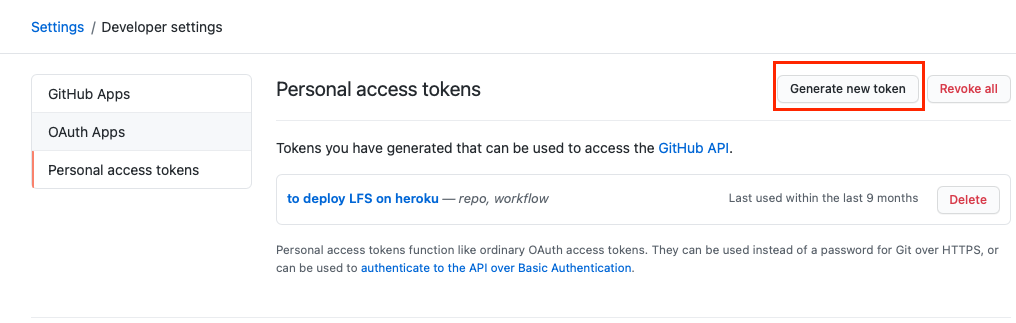 Settings / Developer settings
GitHub Apps
OAuth Apps
Personal access tokens
Personal access tokens
Generate new token
Revoke all
Tokens you have generated that can be used to access the GitHub API.
to deploy LFS on heroku — repo, workflow
Last used within the last 9 months
Delete
Personal access tokens function like ordinary OAuth access tokens. They can be used instead of a password for Git over HTTPS, or
can be used to authenticate to the API over Basic Authentication.